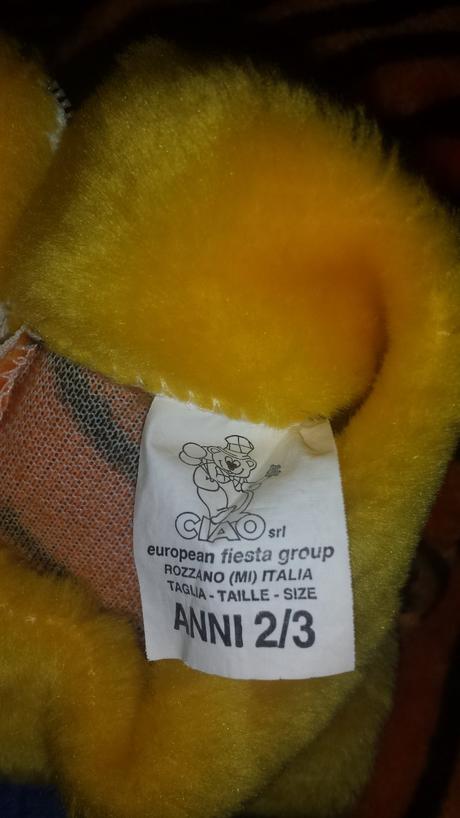 CIAO srl
european fiesta group
ROZZANO (MI) ITALIA
TAGLIA - TAILLE - SIZE
ANNI 2/3